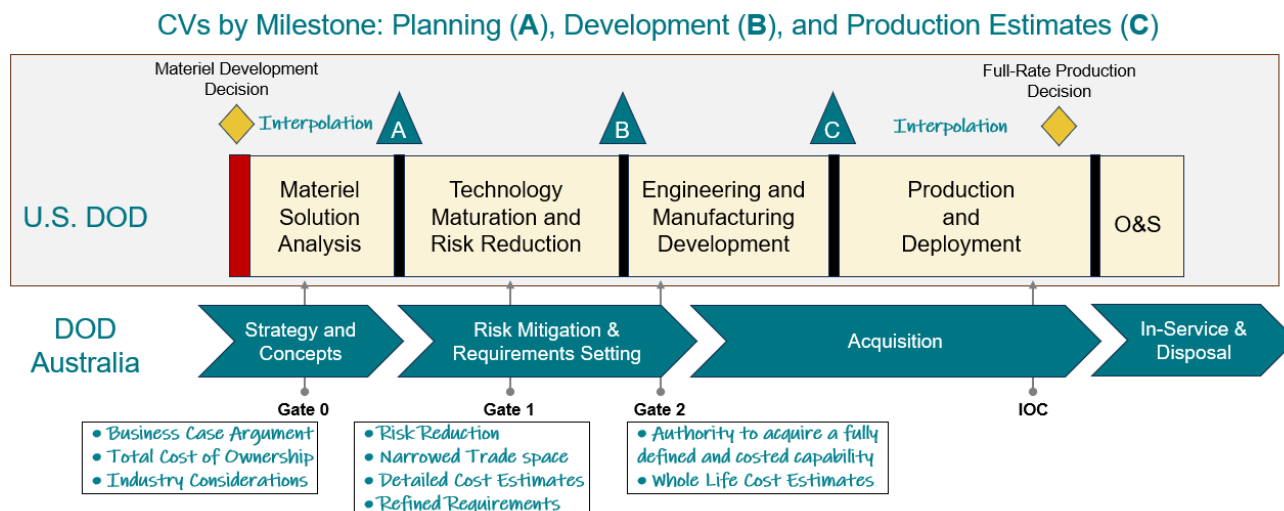 CVs by Milestone: Planning (A), Development (B), and Production Estimates (C)
Materiel Development
Decision
Full-Rate Production
Decision
Interpolation
A
B
C
Interpolation
U.S. DOD
Materiel
Solution
Analysis
Technology
Maturation and
Risk Reduction
Engineering and
Manufacturing
Development
Production
and
Deployment
O&S
DOD
Australia
Strategy and
Concepts
Risk Mitigation &
Requirements Setting
Acquisition
In-Service &
Disposal
Gate 0
Gate 1
Gate 2
IOC
• Business Case Argument
• Total Cost of Ownership
• Industry Considerations
• Risk Reduction
• Narrowed Trade space
• Detailed Cost Estimates
• Refined Requirements
• Authority to acquire a fully
defined and costed capability
• Whole Life Cost Estimates